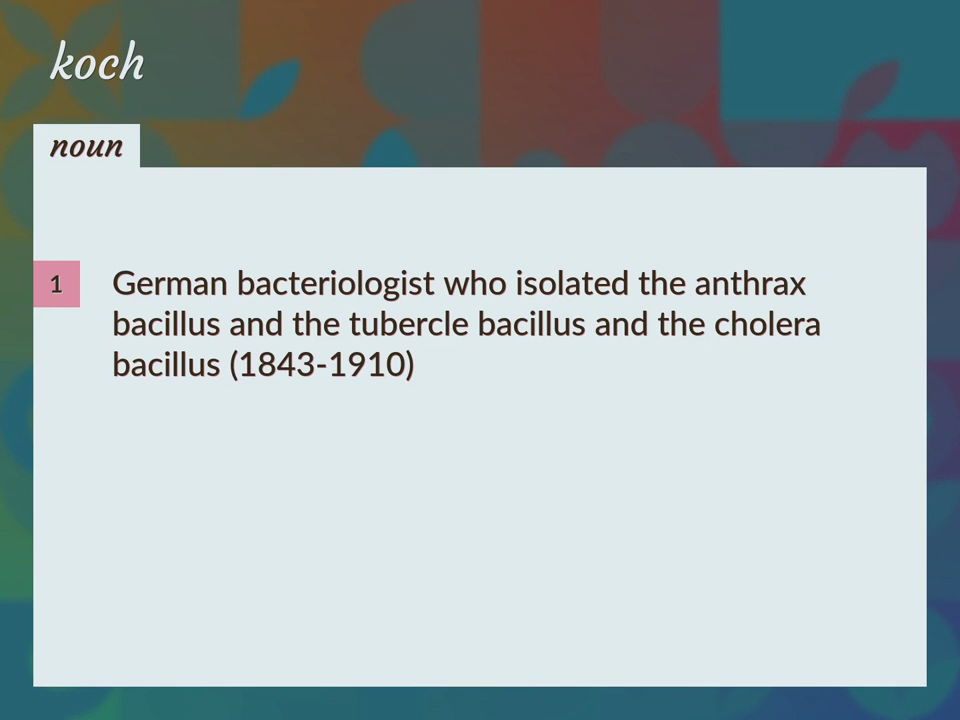 koch
noun
1
German bacteriologist who isolated the anthrax
bacillus and the tubercle bacillus and the cholera
bacillus (1843-1910)